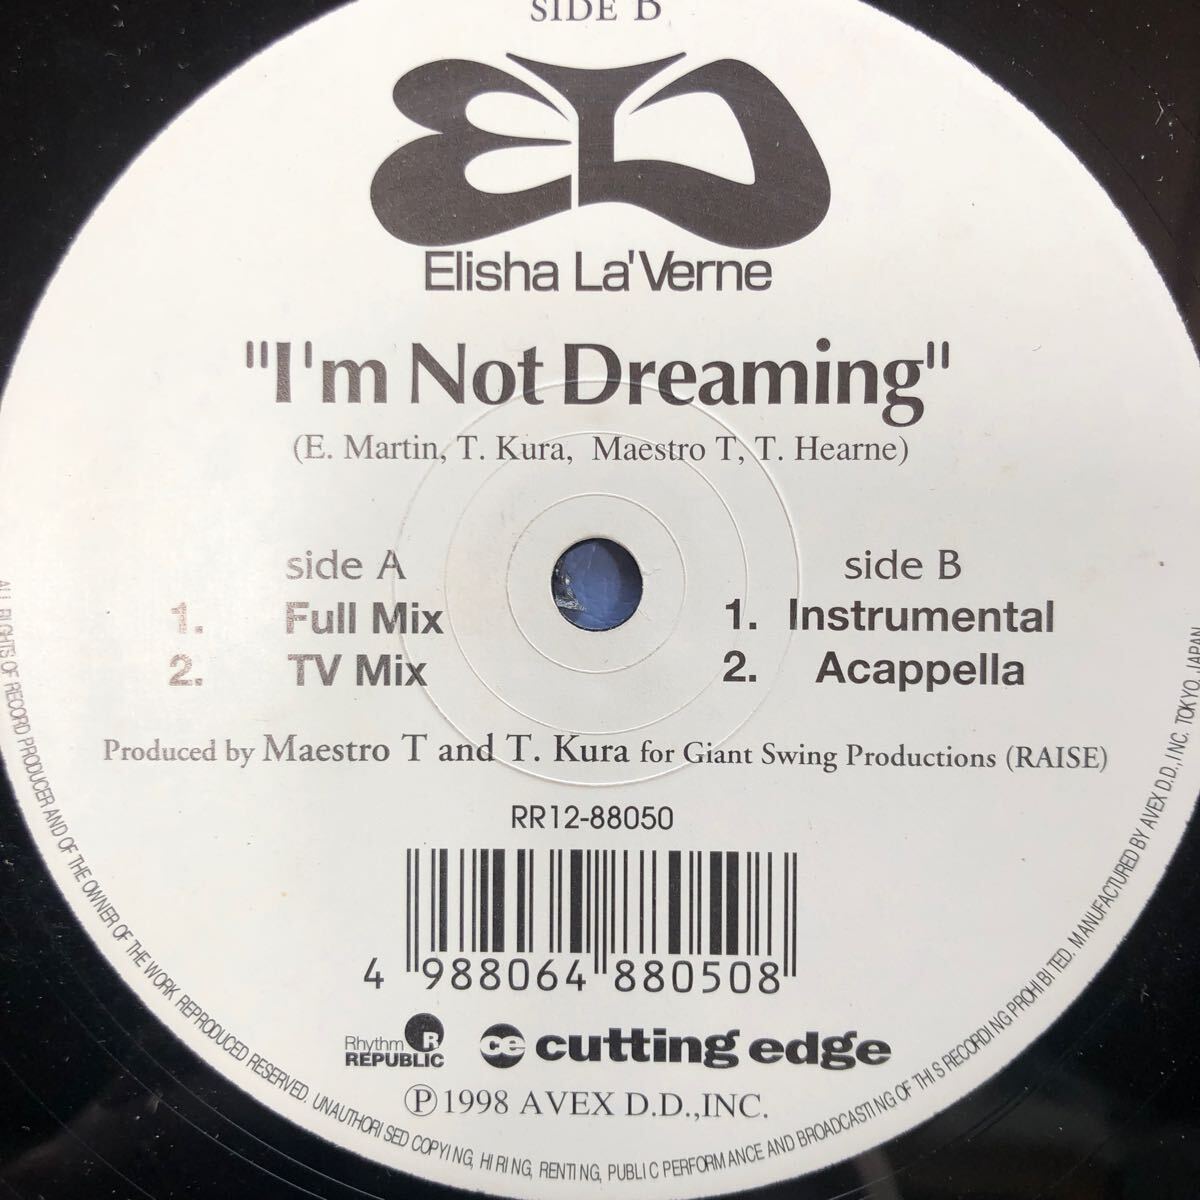 SIDE B
EL
Elisha La'Verne
"I'm Not Dreaming"
(E. Martin, T. Kura, Maestro T, T. Hearne)
side A
1. Full Mix
2. TV Mix
side B
1. Instrumental
2. Acappella
Produced by Maestro T and T. Kura for Giant Swing Productions (RAISE)
RR12-88050
4 988064 880508
Rhythm R
REPUBLIC
ce cutting edge
Ⓟ1998 AVEX D.D.,INC.
ALL RIGHTS OF RECORD PRODUCER AND OF THE OWNER OF THE WORK REPRODUCED RESERVED. UNAUTHORISED COPYING, HIRING, RENTING, PUBLIC PERFORMANCE AND BROADCASTING OF THIS RECORDING PROHIBITED. MANUFACTURED BY AVEX D.D.,INC. TOKYO, JAPAN